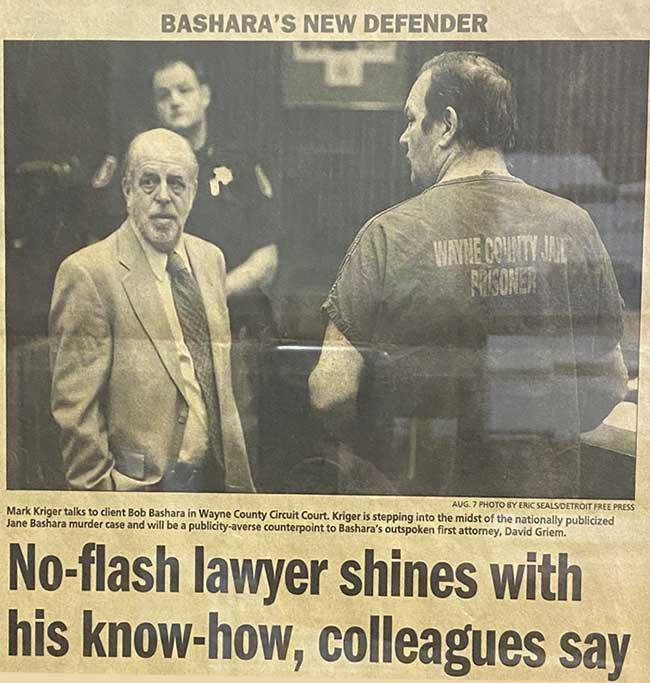 BASHARA'S NEW DEFENDER
WAYNE COUNTY JAIL
PRISONER
AUG. 7 PHOTO BY ERIC SEALS/DETROIT FREE PRESS
Mark Kriger talks to client Bob Bashara in Wayne County Circuit Court. Kriger is stepping into the midst of the nationally publicized
Jane Bashara murder case and will be a publicity-averse counterpoint to Bashara's outspoken first attorney, David Griem.
No-flash lawyer shines with
his know-how, colleagues say